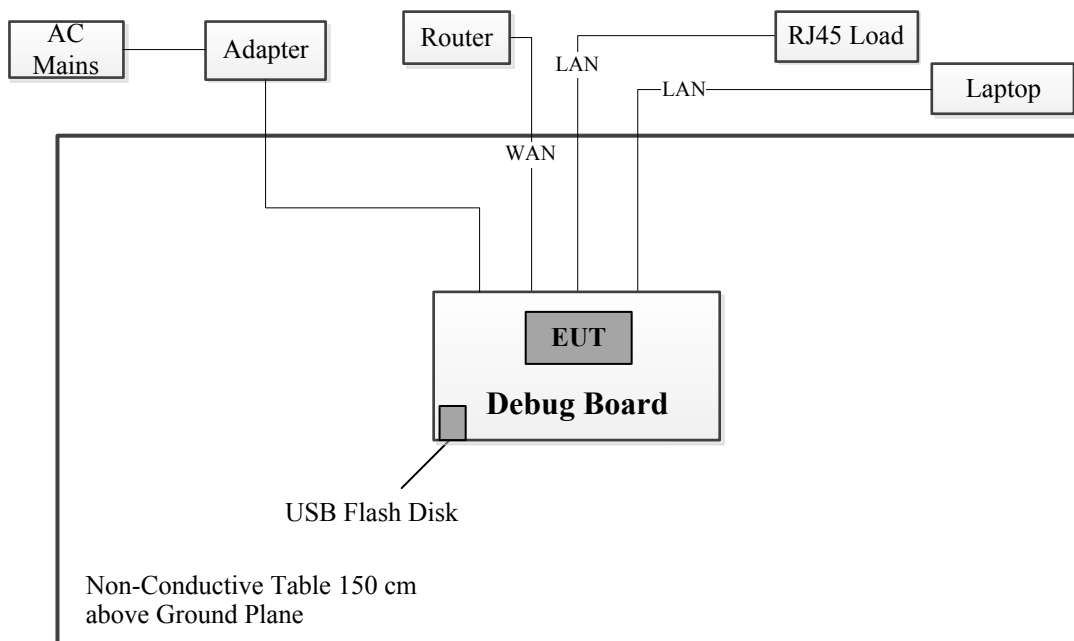 AC
Mains
Adapter
Router
RJ45 Load
LAN
LAN
Laptop
WAN
EUT
Debug Board
USB Flash Disk
Non-Conductive Table 150 cm
above Ground Plane